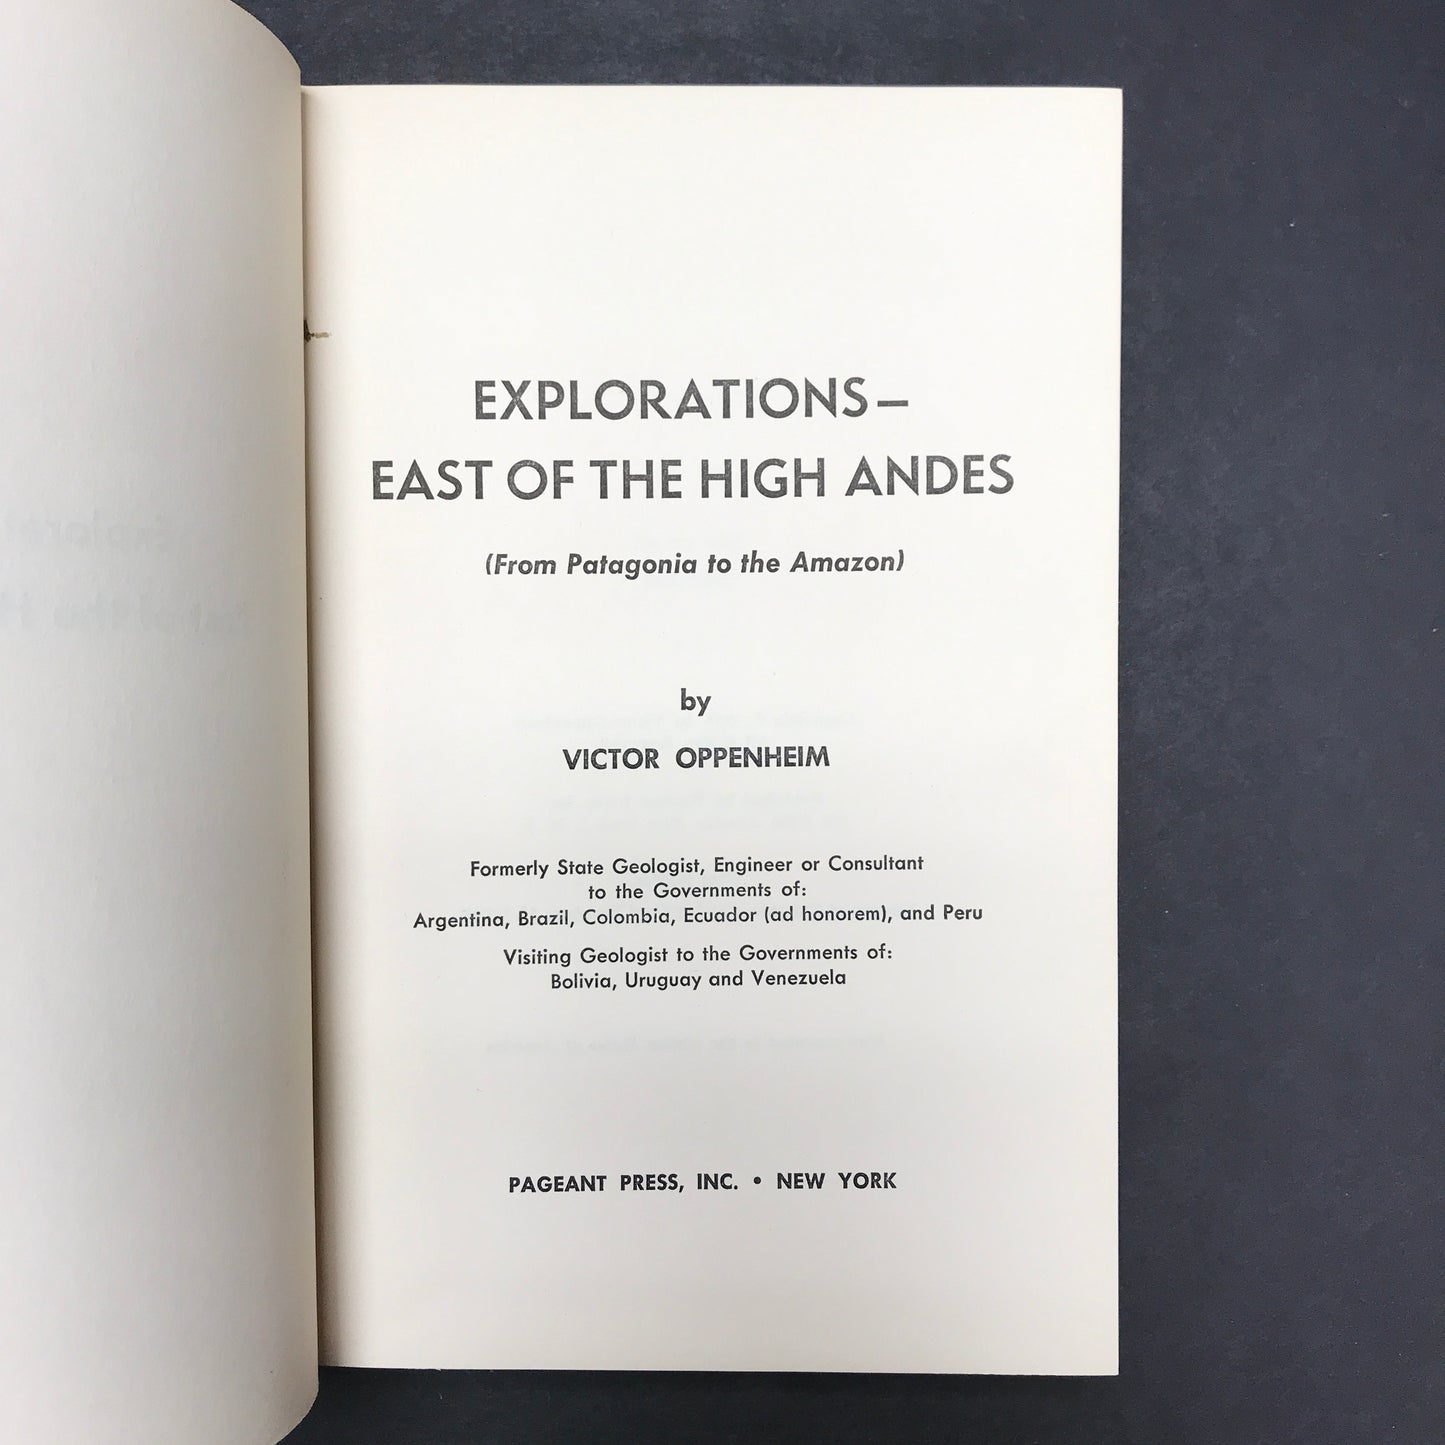 EXPLORATIONS–
EAST OF THE HIGH ANDES
(From Patagonia to the Amazon)
by
VICTOR OPPENHEIM
Formerly State Geologist, Engineer or Consultant
to the Governments of:
Argentina, Brazil, Colombia, Ecuador (ad honorem), and Peru
Visiting Geologist to the Governments of:
Bolivia, Uruguay and Venezuela
PAGEANT PRESS, INC. • NEW YORK